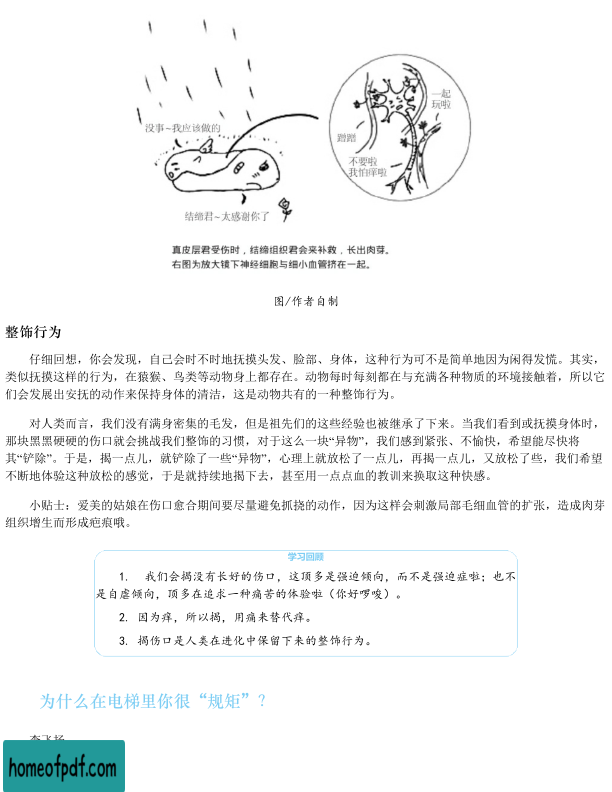 没事~我应该做的
结缔君~太感谢你了
一起
玩啦
蹭蹭
不要啦
我怕痒啦
真皮层君受伤时，结缔组织君会来补救，长出肉芽。
右图为放大镜下神经细胞与细小血管挤在一起。
图/作者自制
整饰行为
仔细回想，你会发现，自己会时不时地抚摸头发、脸部、身体，这种行为可不是简单地因为闲得发慌。其实，
类似抚摸这样的行为，在猿猴、鸟类等动物身上都存在。动物每时每刻都在与充满各种物质的环境接触着，所以它
们会发展出安抚的动作来保持身体的清洁，这是动物共有的一种整饰行为。
对人类而言，我们没有满身密集的毛发，但是祖先们的这些经验也被继承了下来。当我们看到或抚摸身体时，
那块黑黑硬硬的伤口就会挑战我们整饰的习惯，对于这么一块“异物”，我们感到紧张、不愉快，希望能尽快将
其“铲除”。于是，揭一点儿，就铲除了一些“异物”，心理上就放松了一点儿，再揭一点儿，又放松了些，我们希望
不断地体验这种放松的感觉，于是就持续地揭下去，甚至用一点点血的教训来换取这种快感。
小贴士：爱美的姑娘在伤口愈合期间要尽量避免抓挠的动作，因为这样会刺激局部毛细血管的扩张，造成肉芽
组织增生而形成疤痕哦。
学习回顾
1. 我们会揭没有长好的伤口，这顶多是强迫倾向，而不是强迫症啦；也不
是自虐倾向，顶多在追求一种痛苦的体验啦（你好啰唆）。
2. 因为痒，所以揭，用痛来替代痒。
3. 揭伤口是人类在进化中保留下来的整饰行为。
为什么在电梯里你很“规矩”？
homeofpdf.com